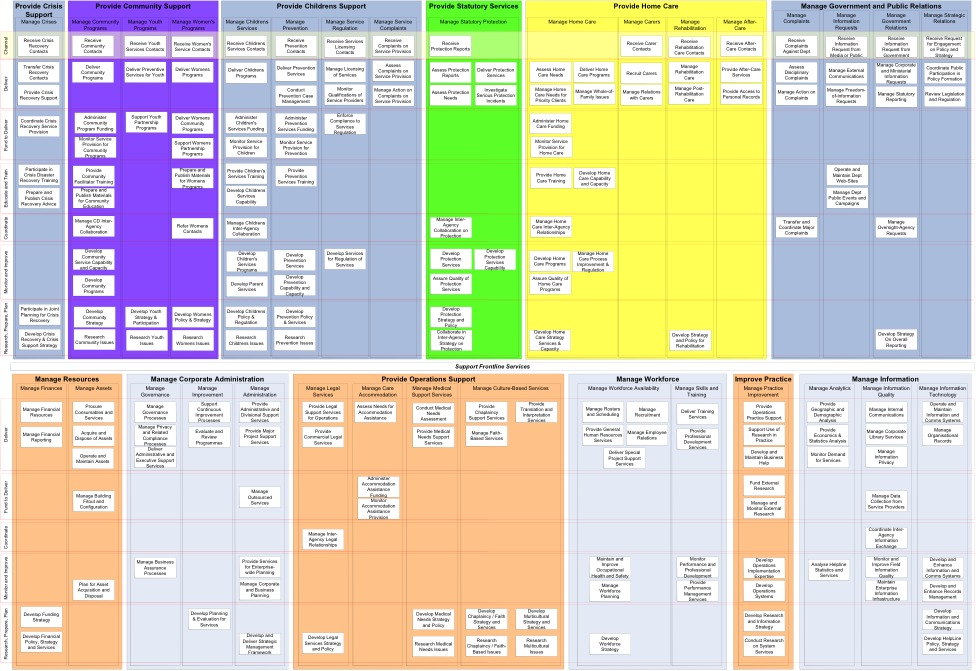 Provide Crisis Support
Provide Community Support
Provide Childrens Support
Provide Statutory Services
Provide Home Care
Manage Government and Public Relations
Manage Crises
Manage Community Programs
Manage Youth Programs
Manage Women's Programs
Manage Childrens Services
Manage Prevention
Manage Service Regulation
Manage Service Complaints
Manage Statutory Protection
Manage Home Care
Manage Carers
Manage Rehabilitation
Manage After-Care
Manage Complaints
Manage Information Requests
Manage Government Relations
Manage Strategic Relations
Channel
Receive Crisis Recovery Contacts
Receive Community Contacts
Receive Youth Services Contacts
Receive Women's Service Contacts
Receive Childrens Services Contact
Receive Prevention Contacts
Receive Services Licensing Contacts
Receive Complaints on Service Provision
Receive Protection Reports
Receive Carer Contacts
Receive Rehabilitation Care Contacts
Receive After-Care Contacts
Receive Complaints Against Dept
Receive Information Request from Media or Public
Receive Information Request from Government
Receive Request for Engagement on Policy and Strategy
Deliver
Transfer Crisis Recovery Contacts
Deliver Community Programs
Deliver Preventive Services for Youth
Deliver Women Programs
Deliver Childrens Programs
Deliver Prevention Services
Manage Licensing of Services
Assess Complaints on Service Provision
Assess Protection Reports
Deliver Protection Services
Assess Home Care Needs
Deliver Home Care Programs
Recruit Carers
Manage Rehabilitation Care
Provide After-Care Services
Assess Disciplinary Complaints
Manage External Communications
Manage Corporate and Ministerial Information Requests
Coordinate Public Participation in Policy Formation
Provide Crisis Recovery Support
Conduct Prevention Case Management
Monitor Qualifications of Service Providers
Manage Action on Complaints on Service Provision
Assess Protection Needs
Investigate Serious Protection Incidents
Manage Home Care Needs for Priority Clients
Manage Whole-of-Family Issues
Manage Relations with Carers
Manage Post-Rehabilitation Care
Provide Access to Personal Records
Manage Action on Complaints
Manage Freedom-of-Information Requests
Manage Statutory Reporting
Review Legislation and Regulation
Fund to Deliver
Coordinate Crisis Recovery Service Provision
Administer Community Program Funding
Support Youth Partnership Programs
Deliver Womens Community Programs
Administer Children's Services Funding
Administer Prevention Services Funding
Enforce Compliance to Services Regulation
Administer Home Care Funding
Monitor Service Provision for Community Programs
Support Womens Partnership Programs
Monitor Service Provision for Children
Monitor Service Provision for Prevention
Monitor Service Provision for Home Care
Educate and Train
Participate in Crisis Disaster Recovery Training
Provide Community Facilitator Training
Prepare and Publish Materials for Womens Programs
Provide Children's Services Training
Provide Prevention Services Training
Provide Home Care Training
Develop Home Care Capability and Capacity
Operate and Maintain Dept Web-Sites
Prepare and Publish Crisis Recovery Advice
Prepare and Publish Materials for Community Education
Develop Childrens Services Capability
Manage Dept Public Events and Campaigns
Coordinate
Manage CD Inter-Agency Collaboration
Refer Womens Contacts
Manage Childrens Inter-Agency Collaboration
Manage Inter-Agency Collaboration on Protection
Manage Home Care Inter-Agency Relationships
Transfer and Coordinate Major Complaints
Manage Oversight-Agency Requests
Monitor and Improve
Develop Community Service Capability and Capacity
Develop Children's Services Programs
Develop Prevention Services
Develop Services for Regulation of Services
Develop Protection Services
Develop Protection Services Capability
Develop Home Care Programs
Manage Home Care Process Improvement & Regulation
Develop Community Programs
Develop Parent Services
Develop Prevention Capability and Capacity
Assure Quality of Protection Services
Assure Quality of Home Care Programs
Research, Prepare, Plan
Participate in Joint Planning for Crisis Recovery
Develop Community Strategy
Develop Youth Strategy & Participation
Develop Womens Policy & Strategy
Develop Childrens Policy & Regulation
Develop Prevention Policy & Services
Develop Protection Strategy and Policy
Develop Crisis Recovery & Crisis Support Strategy
Research Community Issues
Research Youth Issues
Research Womens Issues
Research Childrens Issues
Research Prevention Issues
Collaborate in Inter-Agency Strategy on Protection
Develop Home Care Strategy Services & Capacity
Develop Strategy and Policy for Rehabilitation
Develop Strategy On Overall Reporting
Support Frontline Services
Manage Resources
Manage Corporate Administration
Provide Operations Support
Manage Workforce
Improve Practice
Manage Information
Manage Finances
Manage Assets
Manage Governance
Manage Improvement
Manage Administration
Manage Legal Services
Manage Care Accommodation
Manage Medical Support Services
Manage Culture-Based Services
Manage Workforce Availability
Manage Skills and Training
Manage Practice Improvement
Manage Analytics
Manage Information Quality
Manage Information Technology
Deliver
Manage Financial Resources
Procure Consumables and Services
Manage Governance Processes
Support Continuous Improvement Processes
Provide Administrative and Divisional Support Services
Provide Legal Support Services for Operations
Assess Needs for Accommodation Assistance
Conduct Medical Needs Assessment
Provide Chaplaincy Support Services
Provide Translation and Interpretation Services
Manage Rosters and Scheduling
Manage Recruitment
Deliver Training Services
Provide Operations Practice Support
Provide Geographic and Demographic Analysis
Manage Internal Communications
Operate and Maintain Information and Comms Systems
Manage Financial Reporting
Acquire and Dispose of Assets
Manage Privacy and Related Compliance Processes
Evaluate and Review Programmes
Provide Major Project Support Services
Provide Commercial Legal Services
Provide Medical Needs Support Services
Manage Faith-Based Services
Provide General Human Resources Services
Manage Employee Relations
Provide Professional Development Services
Support Use of Research in Practice
Provide Economics & Statistics Analysis
Manage Corporate Library Services
Manage Organisational Records
Operate and Maintain Assets
Deliver Administrative and Executive Support Services
Deliver Special Project Support Services
Develop and Maintain Business Help
Monitor Demand for Services
Manage Information Privacy
Fund to Deliver
Manage Building Fitout and Configuration
Manage Outsourced Services
Administer Accommodation Assistance Funding
Monitor Accommodation Assistance Provision
Fund External Research
Manage and Monitor External Research
Manage Data Collection from Service Providers
Coordinate
Manage Inter-Agency Legal Relationships
Coordinate Inter-Agency Information Exchange
Monitor and Improve
Manage Business Assurance Processes
Provide Services for Enterprise-wide Planning
Maintain and Improve Occupational Health and Safety
Monitor Performance and Professional Development
Develop Operations Implementation Expertise
Analyse Helpline Statistics and Services
Monitor and Improve Field Information Quality
Develop and Enhance Information and Comms Systems
Plan for Asset Acquisition and Disposal
Manage Corporate and Business Planning
Manage Workforce Planning
Provide Performance Management Services
Develop Operations Systems
Maintain Enterprise Information Infrastructure
Develop and Enhance Records Management
Research, Prepare, Plan
Develop Funding Strategy
Develop Planning & Evaluation for Services
Develop Medical Needs Strategy and Policy
Develop Chaplaincy / Faith Strategy and Services
Develop Multicultural Strategy and Services
Develop Research and Information Strategy
Develop Information and Communications Strategy
Develop Financial Policy, Strategy and Services
Develop and Deliver Strategic Management Framework
Develop Legal Services Strategy and Policy
Research Medical Needs Issues
Research Chaplaincy / Faith-Based Issues
Research Multicultural Issues
Develop Workforce Strategy
Conduct Research on System Services
Develop HelpLine Policy, Strategy and Services